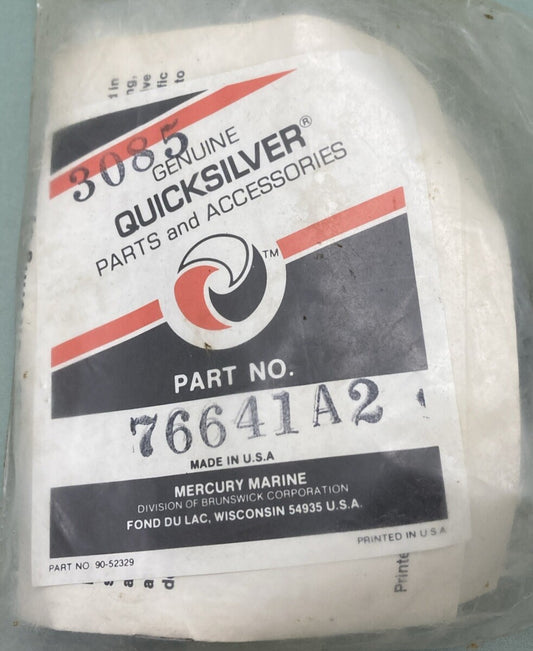 3085
GENUINE
QUICKSILVER®
PARTS and ACCESSORIES
TM
PART NO.
76641A2
MADE IN U.S.A
MERCURY MARINE
DIVISION OF BRUNSWICK CORPORATION
FOND DU LAC, WISCONSIN 54935 U.S.A.
PRINTED IN U.S.A
PART NO 90-52329
Printe